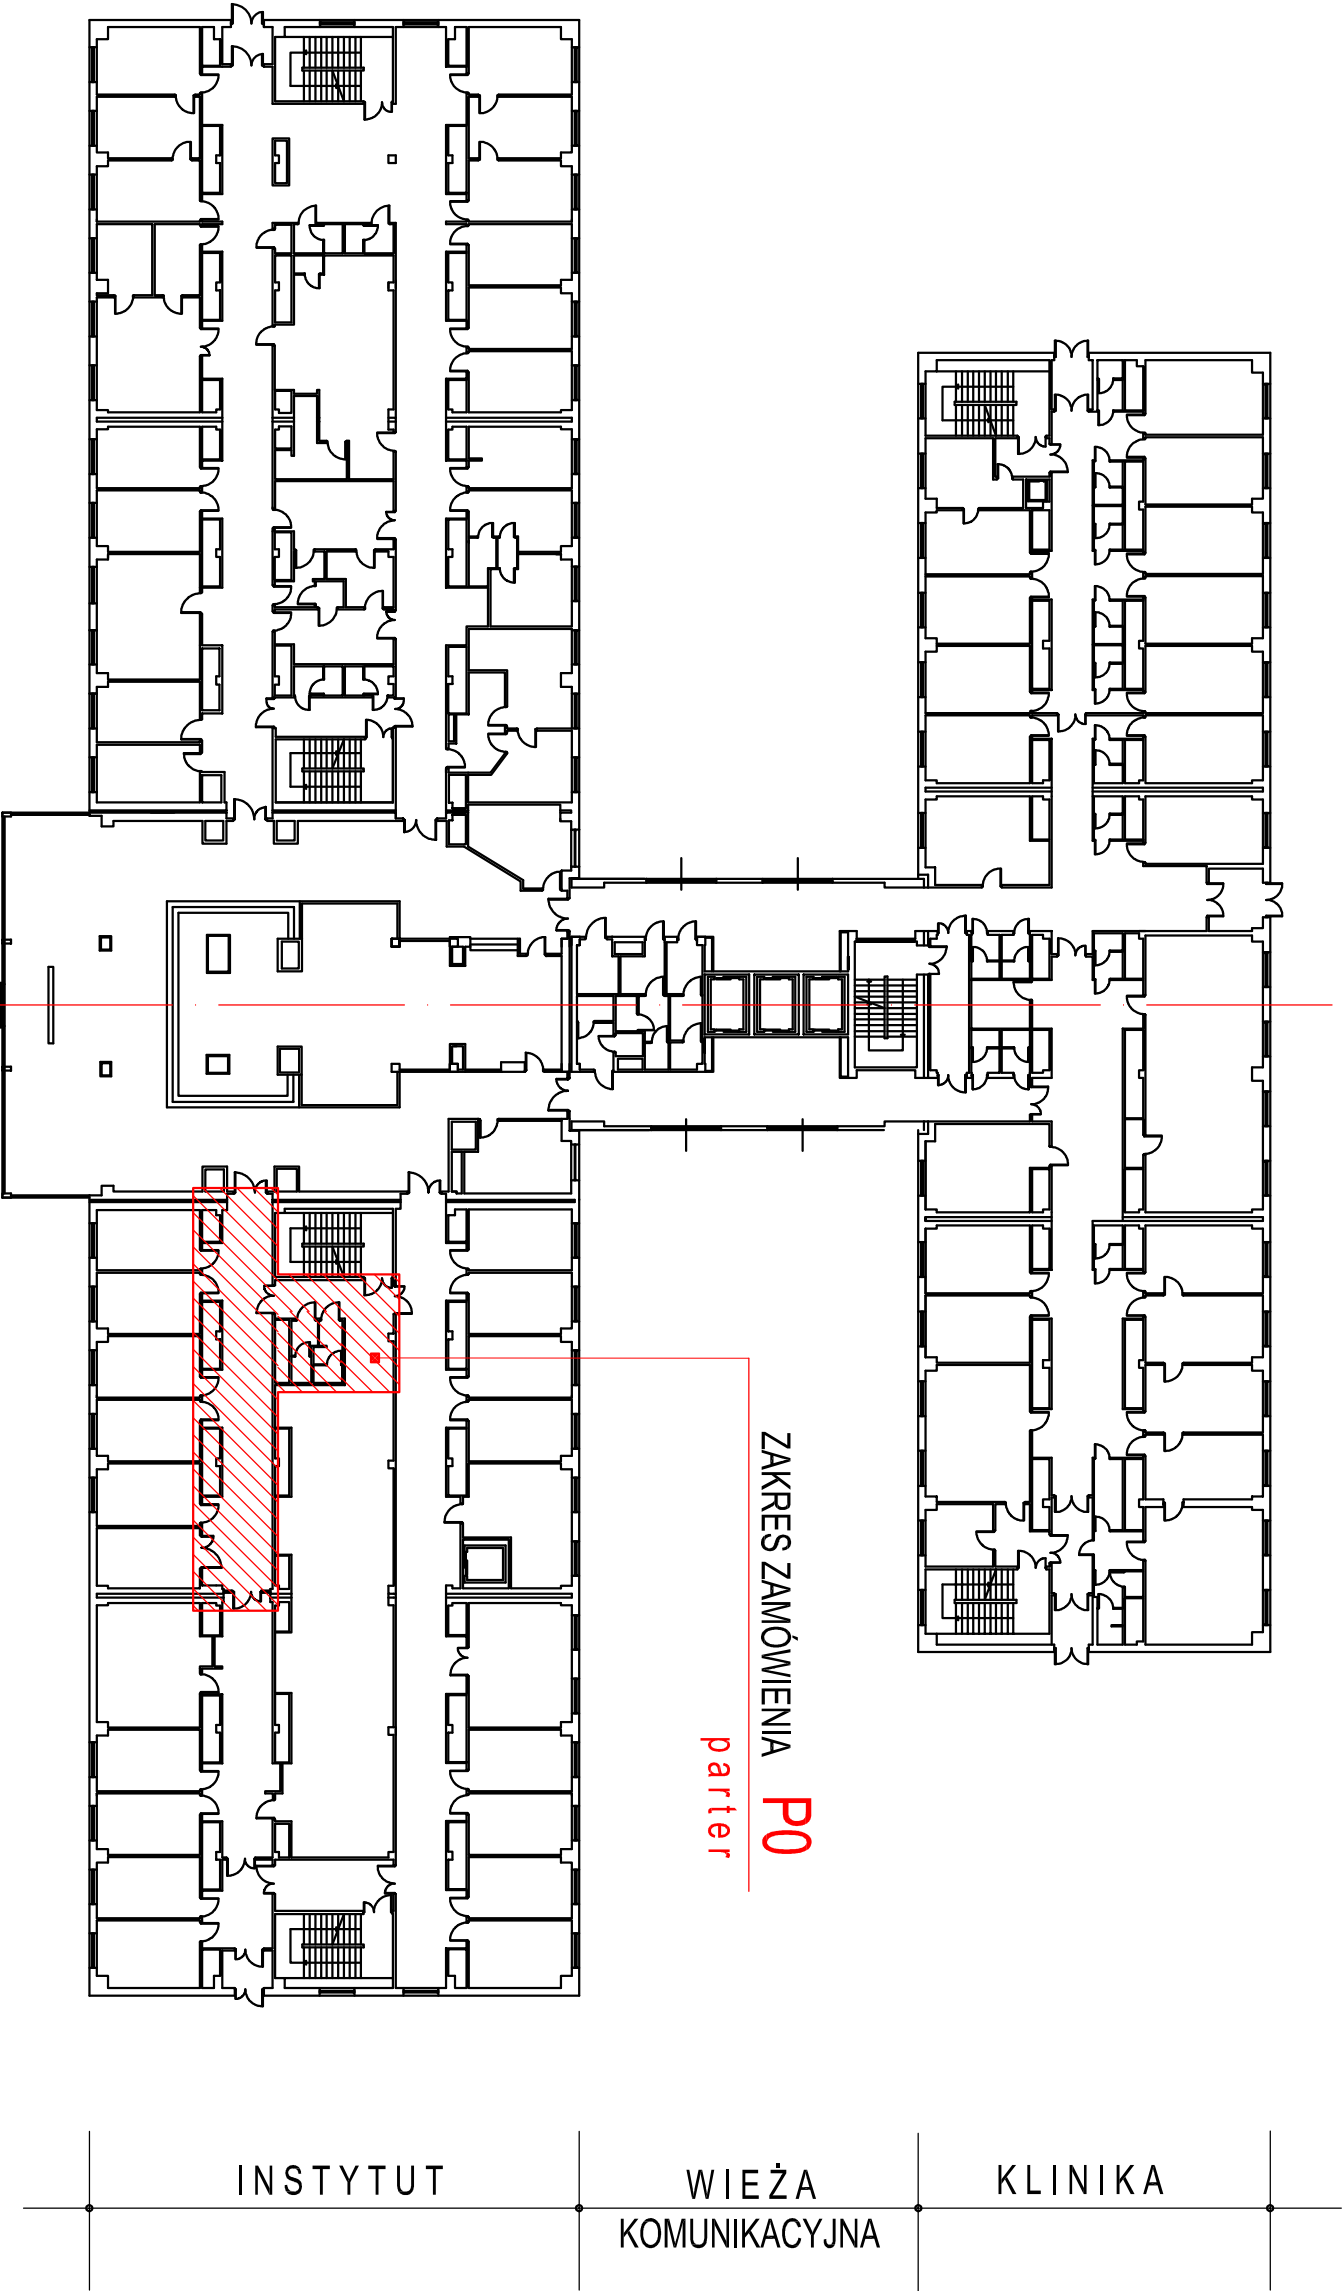 ZAKRES ZAMÓWIENIA P0
parter
INSTYTUT
WIEŻA
KOMUNIKACYJNA
KLINIKA